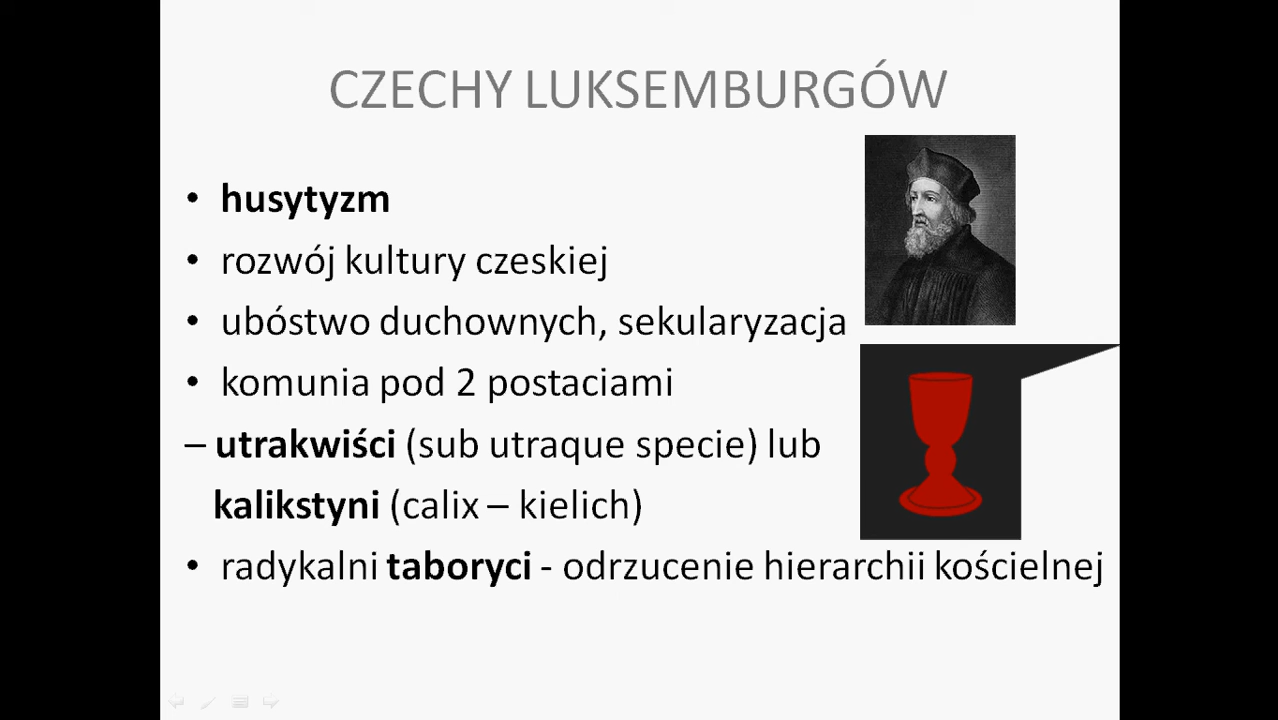 CZECHY LUKSEMBURGÓW
• husytyzm
• rozwój kultury czeskiej
• ubóstwo duchownych, sekularyzacja
• komunia pod 2 postaciami
– utrakwiści (sub utraque specie) lub
kalikstyni (calix – kielich)
• radykalni taboryci - odrzucenie hierarchii kościelnej